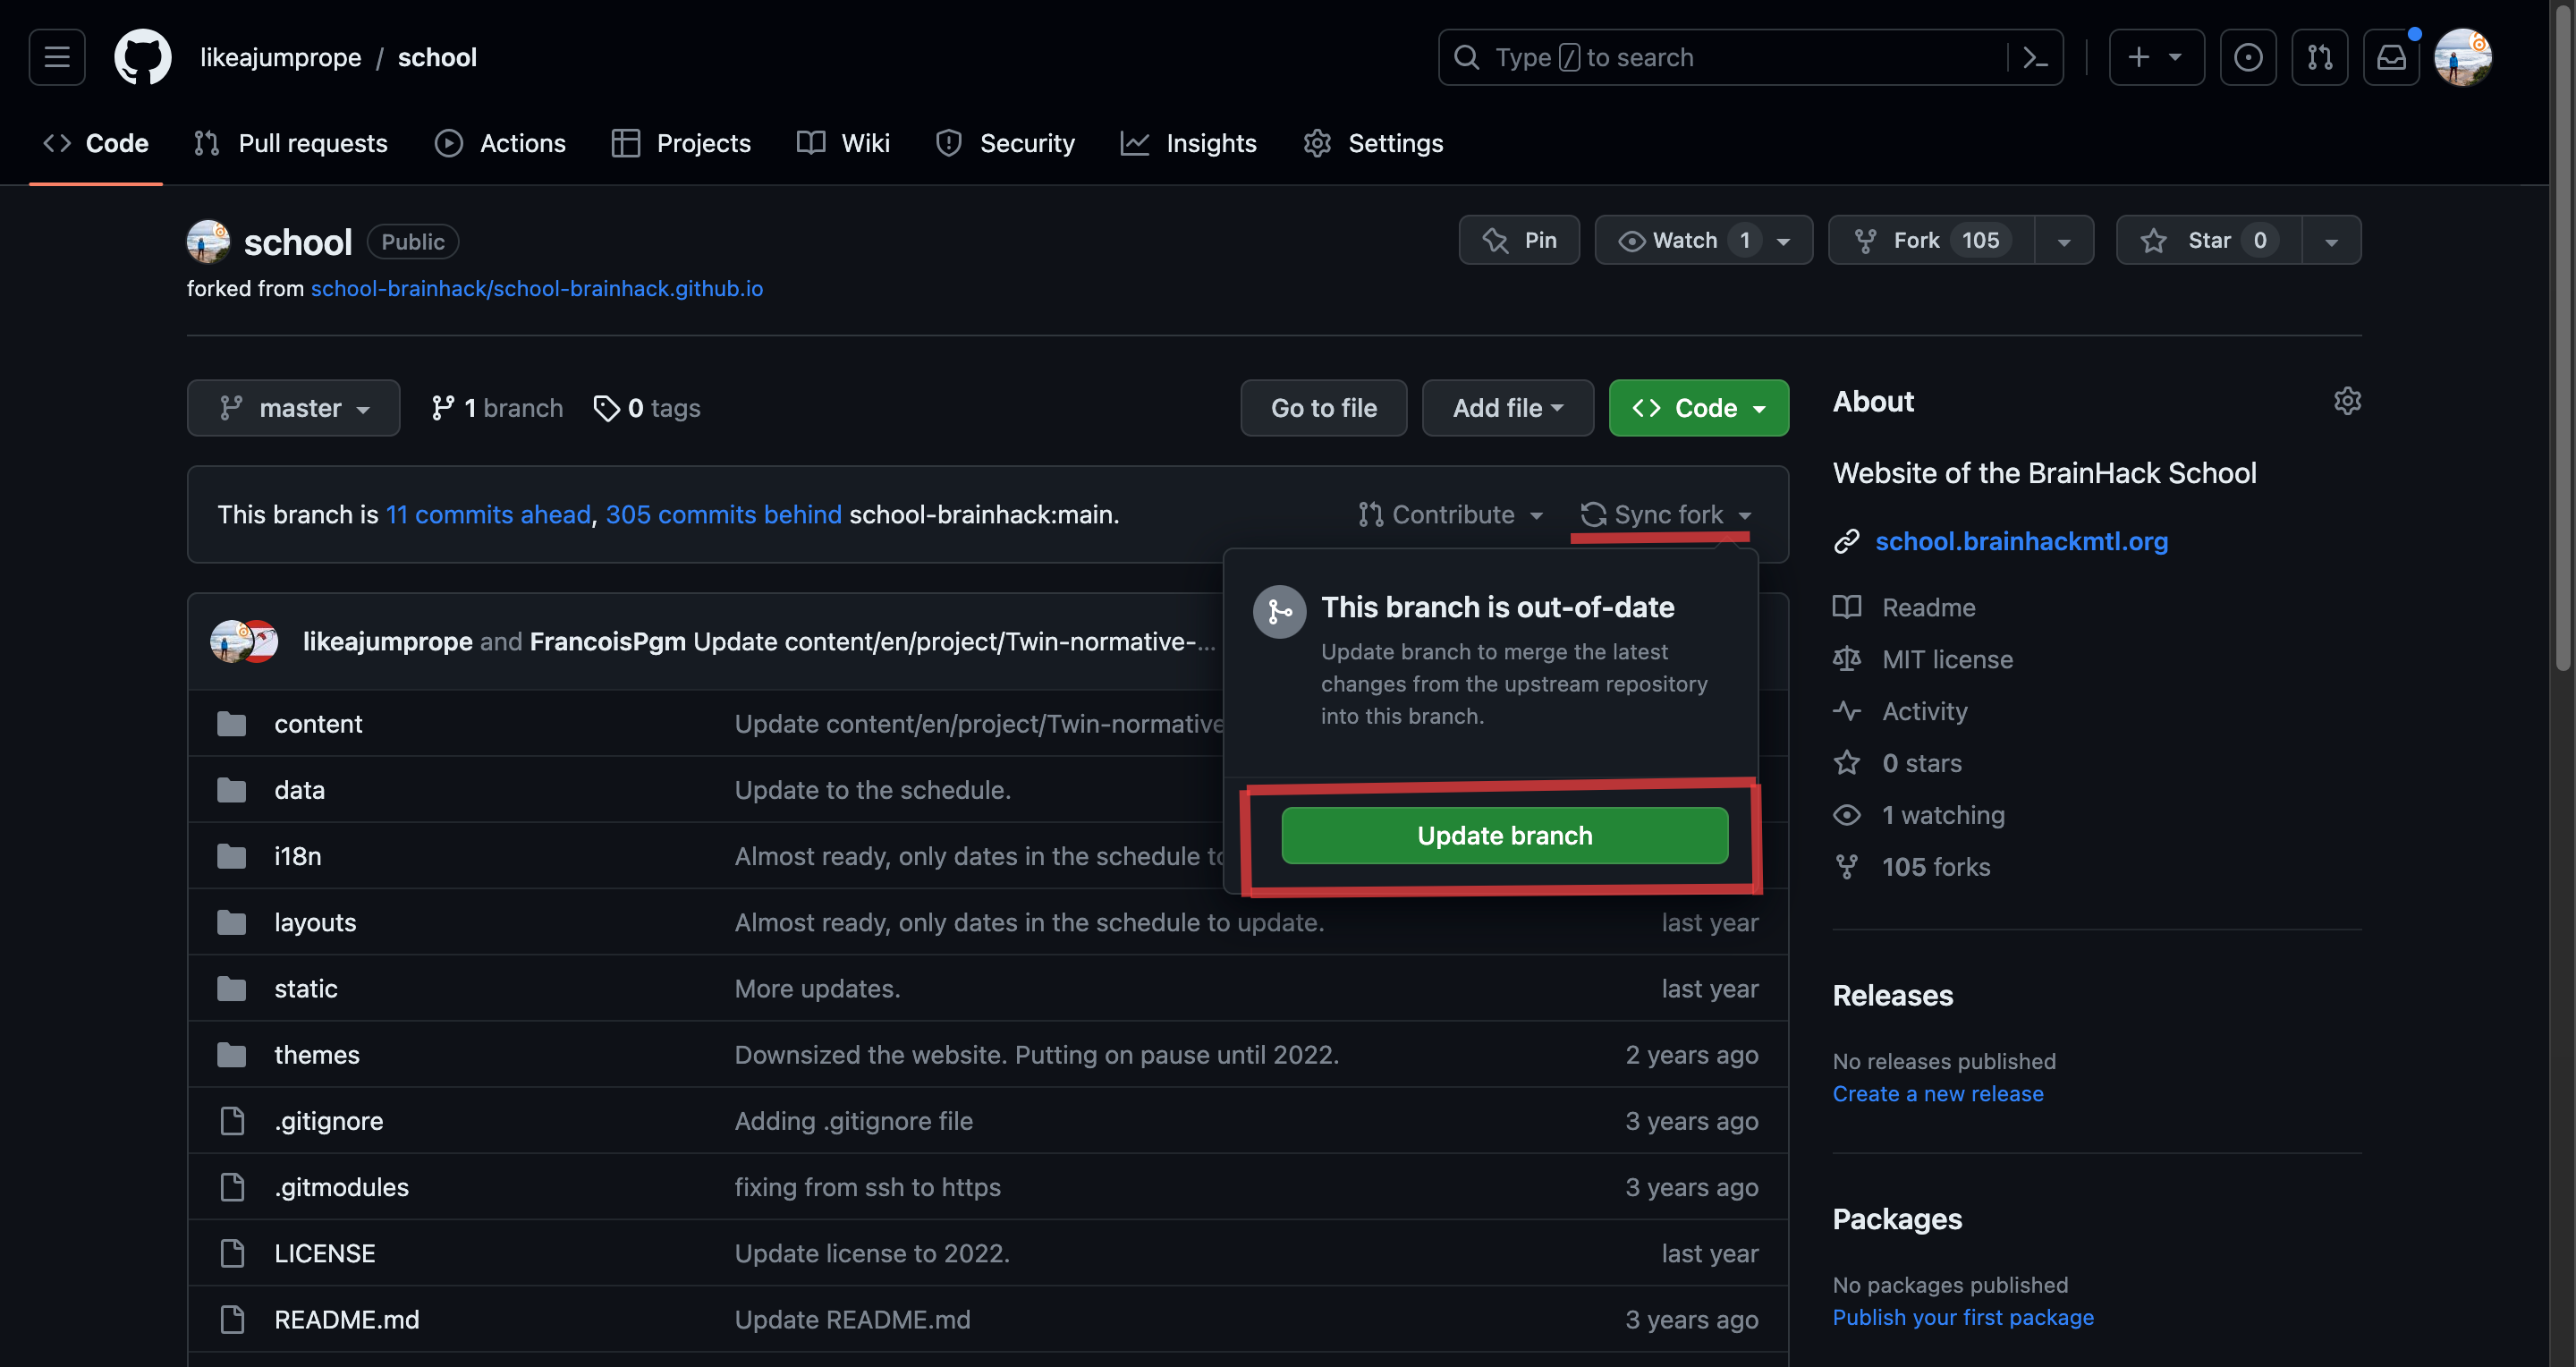 likeajumprope / school
Type / to search
Code Pull requests Actions Projects Wiki Security Insights Settings
school Public
Pin Watch 1 Fork 105 Star 0
forked from school-brainhack/school-brainhack.github.io
master 1 branch 0 tags
Go to file Add file Code
About
Website of the BrainHack School
school.brainhackmtl.org
Readme
MIT license
Activity
0 stars
1 watching
105 forks
Releases
No releases published
Create a new release
Packages
No packages published
Publish your first package
This branch is 11 commits ahead, 305 commits behind school-brainhack:main.
Contribute Sync fork
This branch is out-of-date
Update branch to merge the latest
changes from the upstream repository
into this branch.
Update branch
likeajumprope and FrancoisPgm Update content/en/project/Twin-normative-...
content Update content/en/project/Twin-normative
data Update to the schedule.
i18n Almost ready, only dates in the schedule to
layouts Almost ready, only dates in the schedule to update. last year
static More updates. last year
themes Downsized the website. Putting on pause until 2022. 2 years ago
.gitignore Adding .gitignore file 3 years ago
.gitmodules fixing from ssh to https 3 years ago
LICENSE Update license to 2022. last year
README.md Update README.md 3 years ago